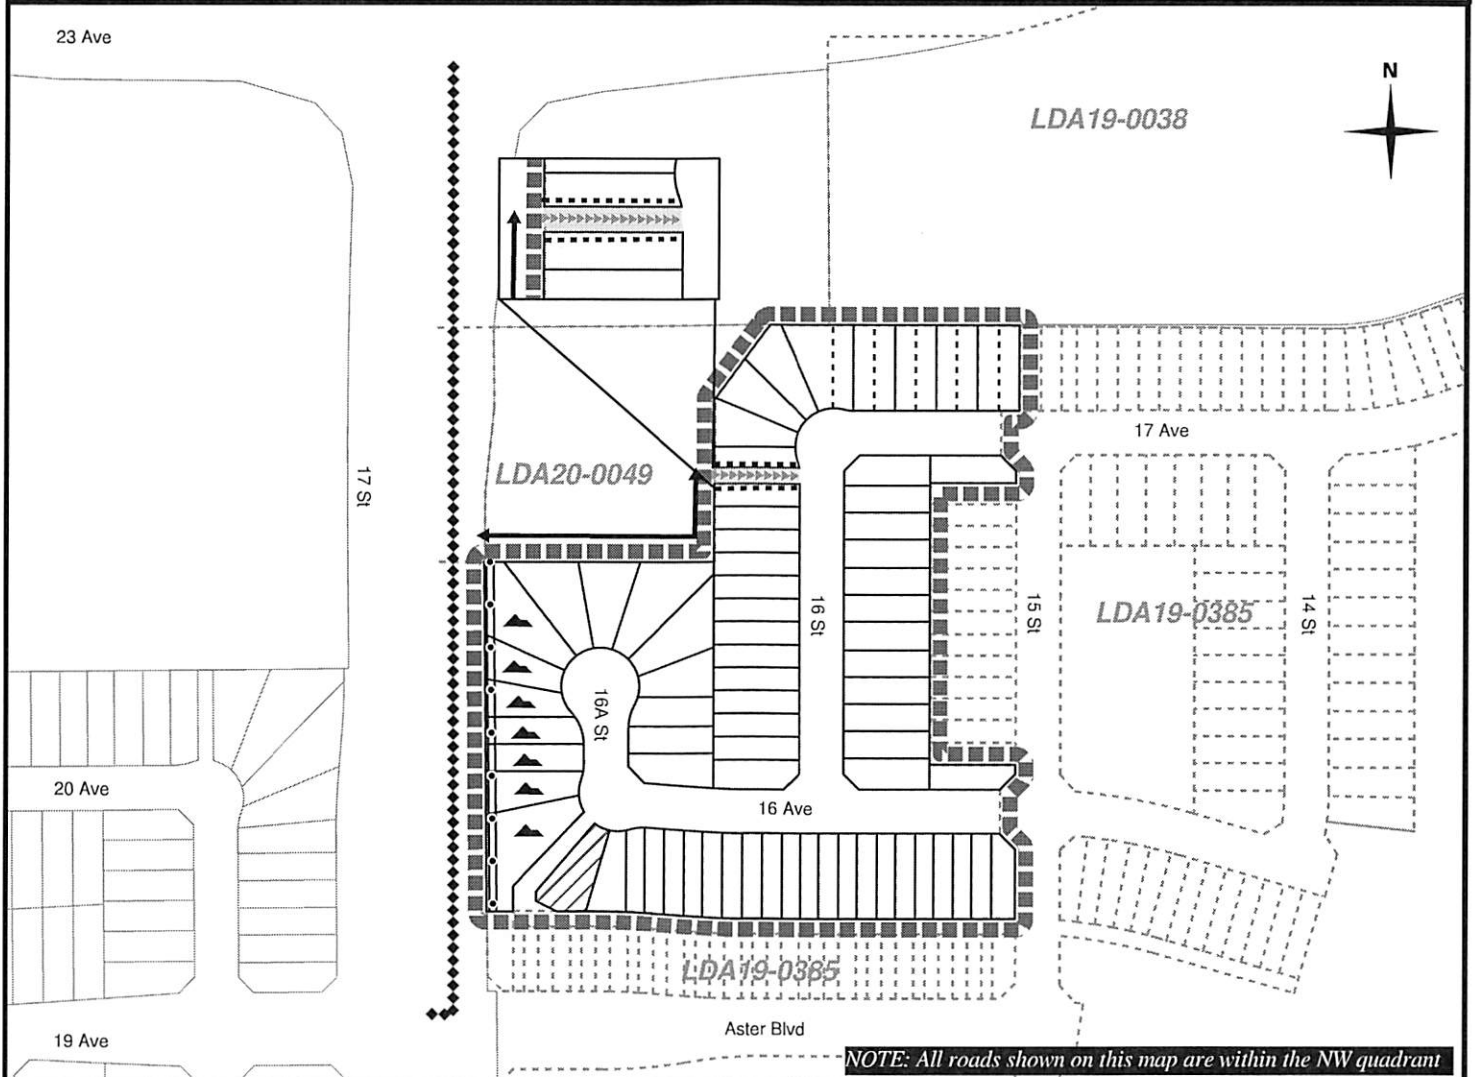 23 Ave
N
LDA19-0038
17 Ave
17 St
LDA20-0049
16 St
15 St
LDA19-0385
14 St
16A St
20 Ave
16 Ave
LDA19-0385
Aster Blvd
19 Ave
NOTE: All roads shown on this map are within the NW quadrant